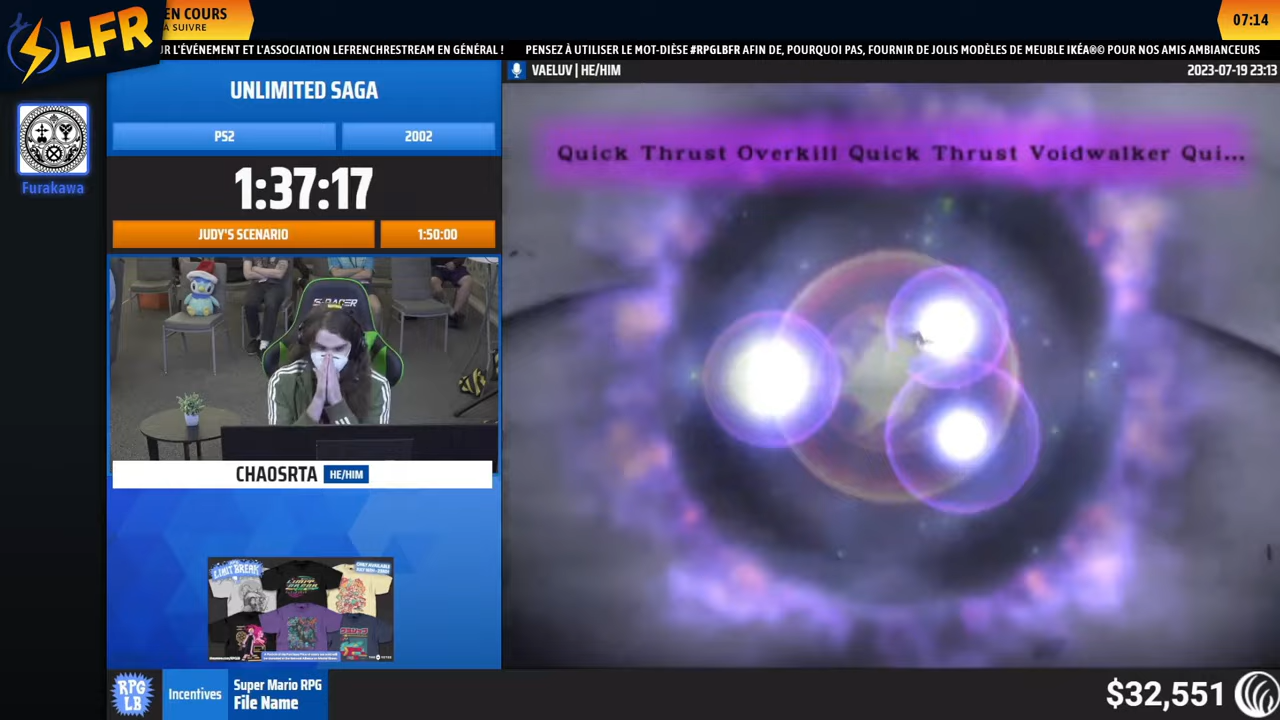 EN COURS
À SUIVRE
LFR
07:14
UR L'ÉVÉNEMENT ET L'ASSOCIATION LEFRENCHRESTREAM EN GÉNÉRAL ! PENSEZ À UTILISER LE MOT-DIÈSE #RPGLBFR AFIN DE, POURQUOI PAS, FOURNIR DE JOLIS MODÈLES DE MEUBLE IKÉA®© POUR NOS AMIS AMBIANCEURS
VAELUV | HE/HIM
2023-07-19 23:13
UNLIMITED SAGA
PS2
2002
Furakawa
1:37:17
JUDY'S SCENARIO
1:50:00
Quick Thrust Overkill Quick Thrust Voidwalker Qui...
CHAOSRTA
HE/HIM
LIMIT BREAK
RPG
LB
Incentives
Super Mario RPG
File Name
$32,551